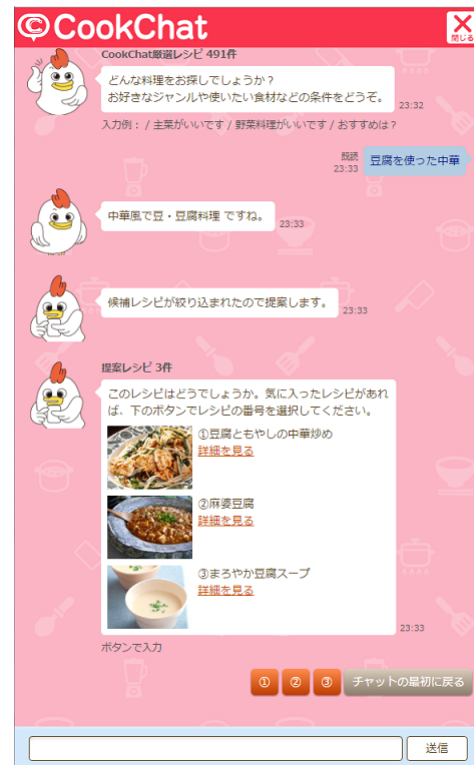 CookChat
閉じる
CookChat厳選レシピ 491件
どんな料理をお探しでしょうか？
お好きなジャンルや使いたい食材などの条件をどうぞ。
23:32
入力例： / 主菜がいいです / 野菜料理がいいです / おすすめは？
既読
23:33
豆腐を使った中華
中華風で豆・豆腐料理 ですね。
23:33
候補レシピが絞り込まれたので提案します。
23:33
提案レシピ 3件
このレシピはどうでしょうか。気に入ったレシピがあれ
ば、下のボタンでレシピの番号を選択してください。
①豆腐ともやしの中華炒め
詳細を見る
②麻婆豆腐
詳細を見る
③まろやか豆腐スープ
詳細を見る
23:33
ボタンで入力
① ② ③ チャットの最初に戻る
送信